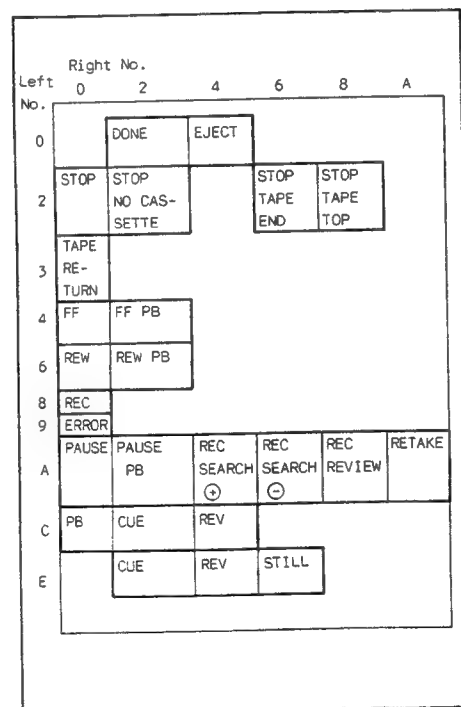 Right No.
Left 0 2 4 6 8 A
No.
0 DONE EJECT
STOP STOP STOP STOP
2 NO CAS- TAPE TAPE
SETTE END TOP
TAPE
3 RE-
TURN
4 FF FF PB
6 REW REW PB
8 REC
9 ERROR
PAUSE PAUSE REC REC REC RETAKE
A PB SEARCH SEARCH REVIEW
⊕ ⊖
C PB CUE REV
E CUE REV STILL